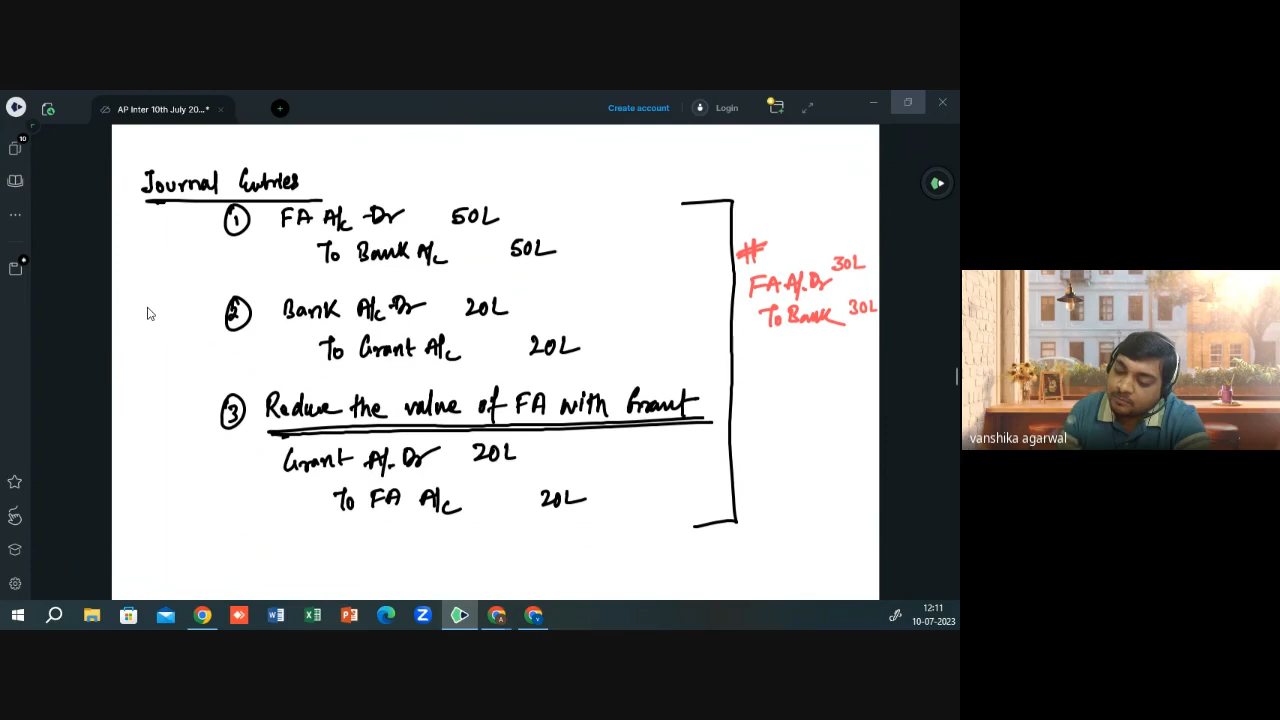 AP Inter 10th July 20...*
Create account
Login
10
Journal Entries
① FA A/c Dr 50L
To Bank A/c 50L
② Bank A/c Dr 20L
To Grant A/c 20L
③ Reduce the value of FA with Grant
Grant A/c. Dr 20L
To FA A/c 20L
#
FA A/c. Dr 30L
To Bank 30L
vanshika agarwal
12:11
10-07-2023